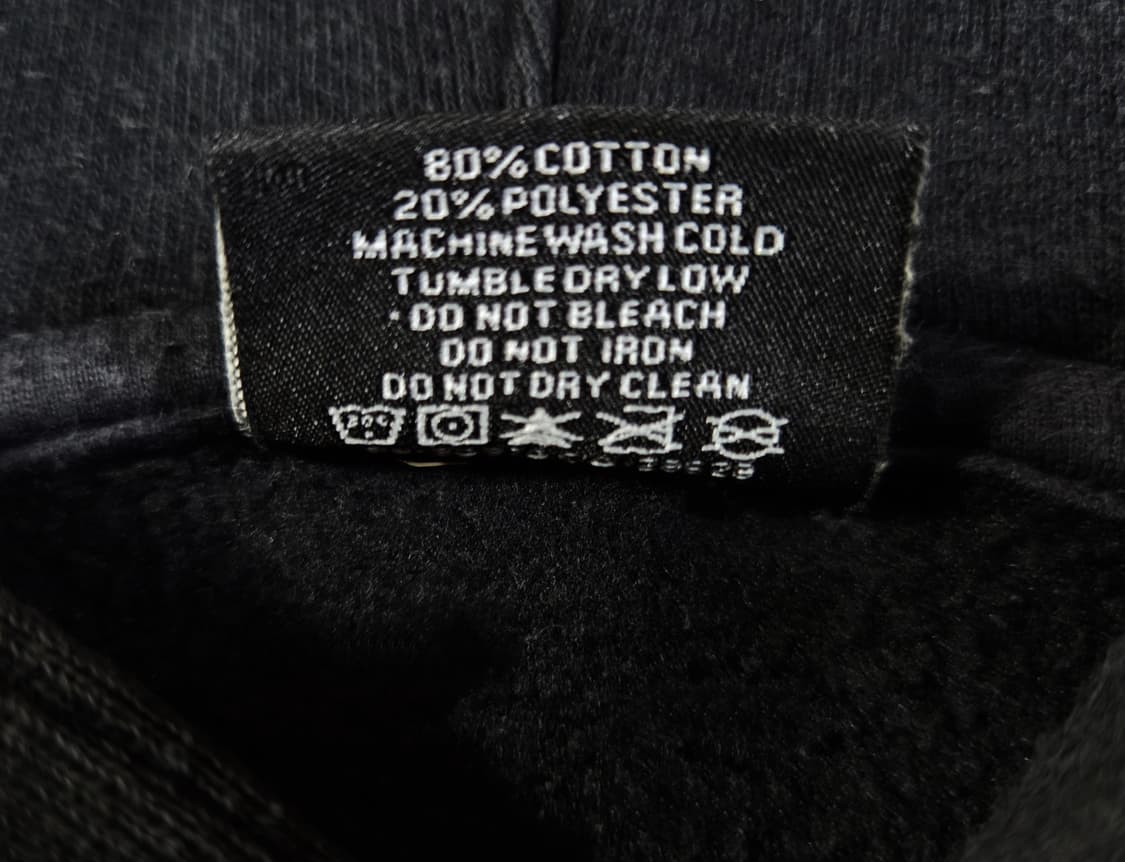 80% COTTON
20% POLYESTER
MACHINE WASH COLD
TUMBLE DRY LOW
DO NOT BLEACH
DO NOT IRON
DO NOT DRY CLEAN